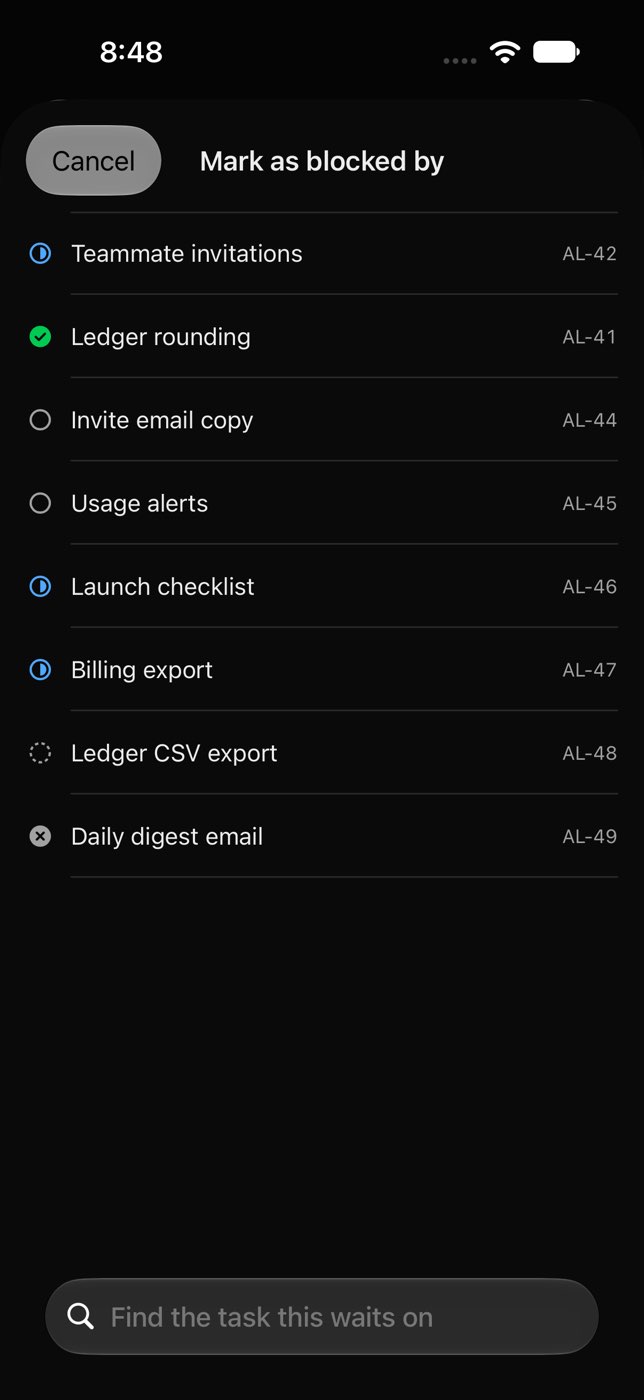 8:48
Cancel
Mark as blocked by
Teammate invitations AL-42
Ledger rounding AL-41
Invite email copy AL-44
Usage alerts AL-45
Launch checklist AL-46
Billing export AL-47
Ledger CSV export AL-48
Daily digest email AL-49
Find the task this waits on